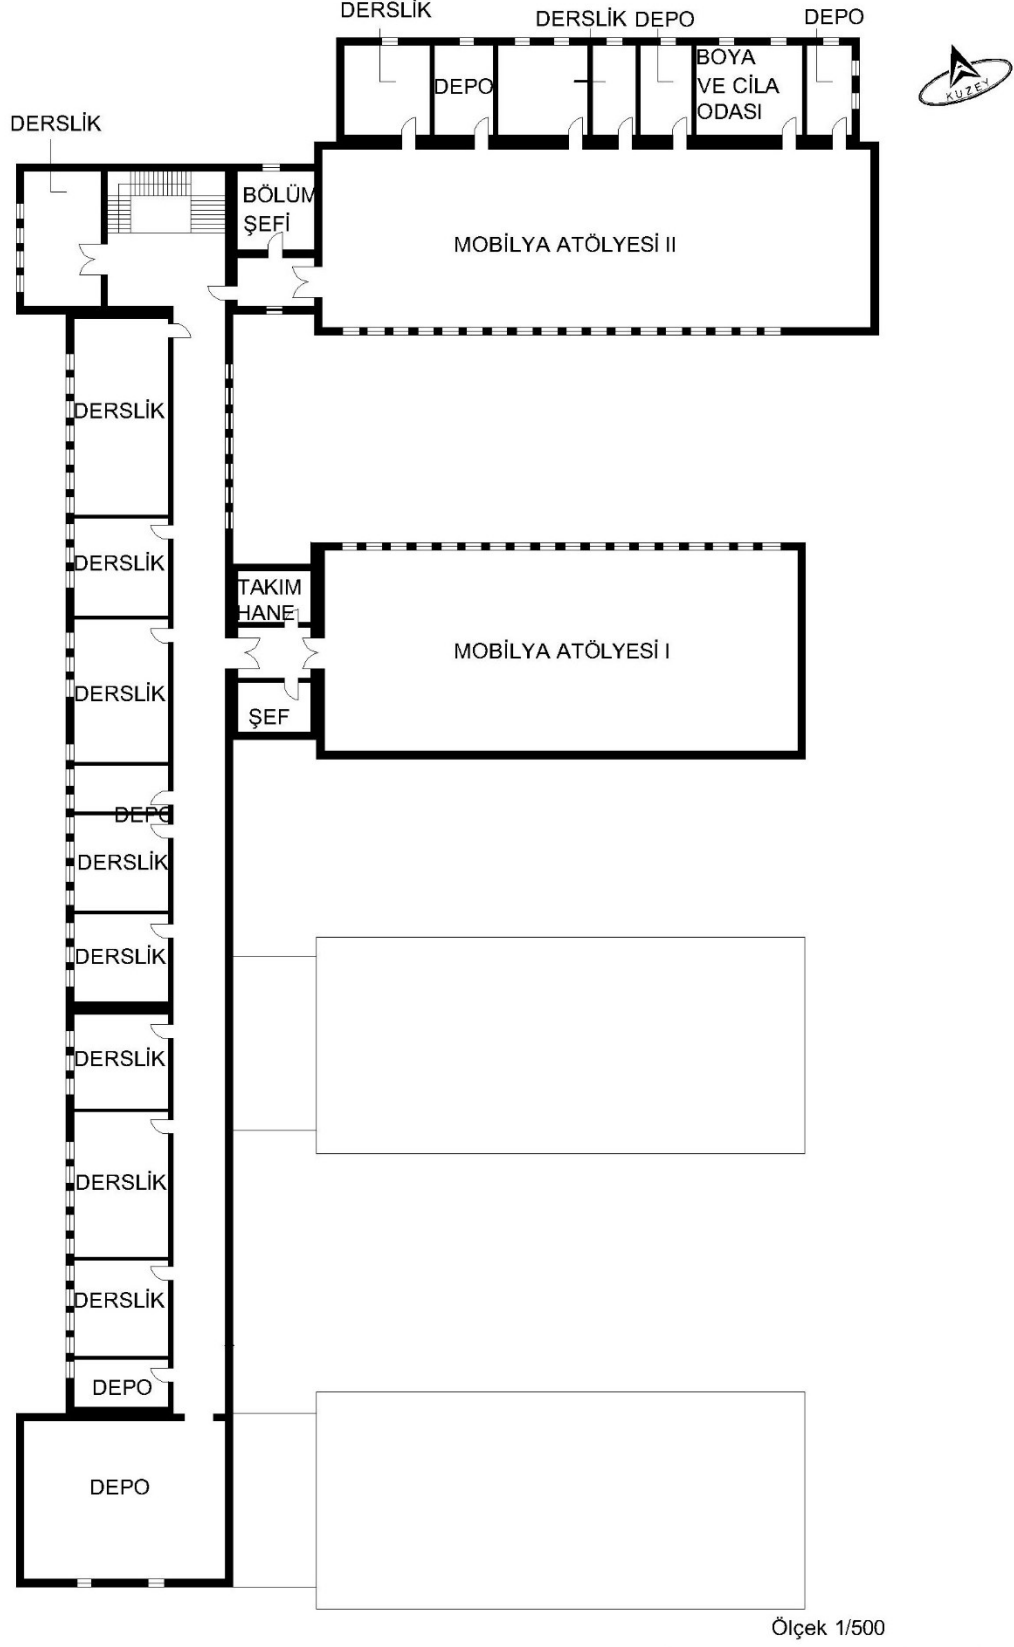 DERSLİK
DERSLİK DEPO
DEPO
BOYA
VE CİLA
ODASI
DEPO
KUZEY
DERSLİK
BÖLÜM
ŞEFİ
MOBİLYA ATÖLYESİ II
DERSLİK
DERSLİK
TAKIM
HANE
MOBİLYA ATÖLYESİ I
DERSLİK
ŞEF
DEPO
DERSLİK
DERSLİK
DERSLİK
DERSLİK
DERSLİK
DEPO
DEPO
Ölçek 1/500